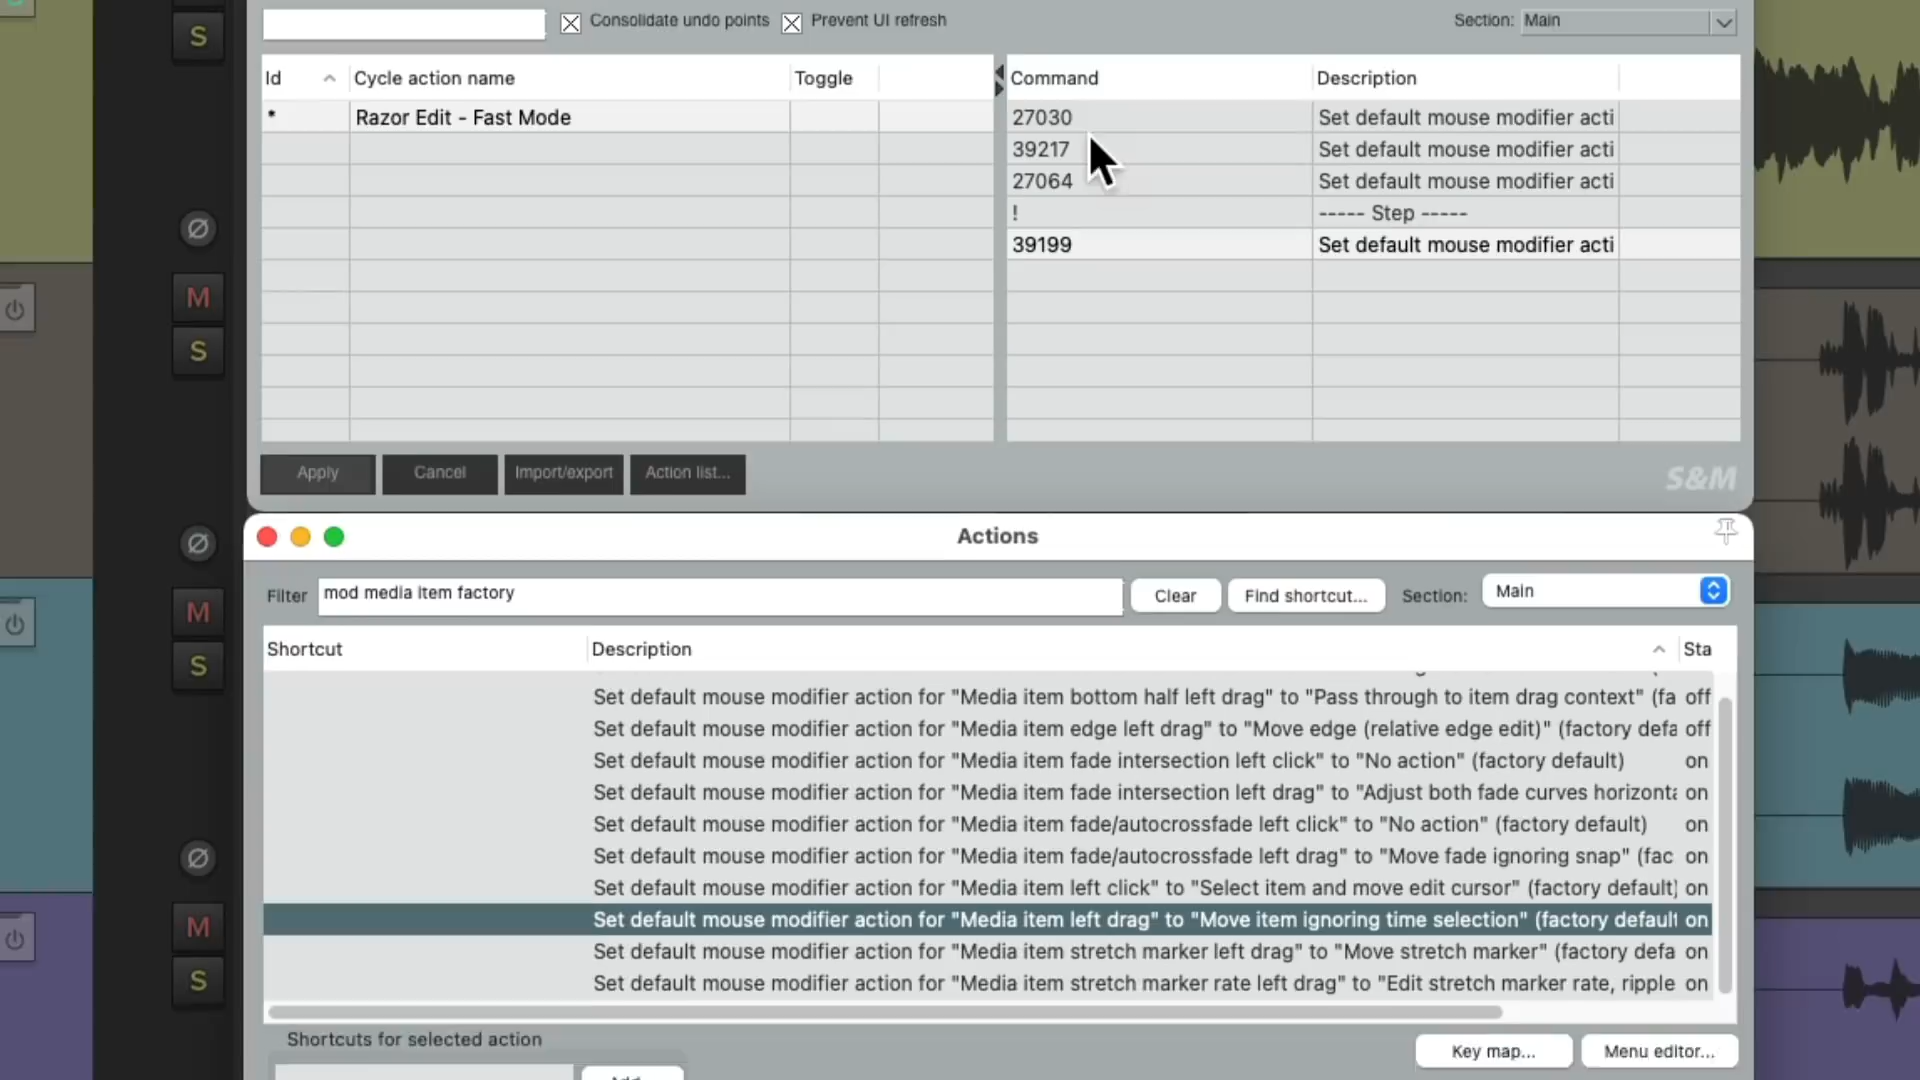 Consolidate undo points Prevent UI refresh Section: Main
Id Cycle action name Toggle Command Description
* Razor Edit - Fast Mode 27030 Set default mouse modifier acti
39217 Set default mouse modifier acti
27064 Set default mouse modifier acti
! ----- Step -----
39199 Set default mouse modifier acti
Apply Cancel Import/export Action list... S&M
Actions
Filter mod media item factory Clear Find shortcut... Section: Main
Shortcut Description Sta
Set default mouse modifier action for "Media item bottom half left drag" to "Pass through to item drag context" (fa off
Set default mouse modifier action for "Media item edge left drag" to "Move edge (relative edge edit)" (factory defa off
Set default mouse modifier action for "Media item fade intersection left click" to "No action" (factory default) on
Set default mouse modifier action for "Media item fade intersection left drag" to "Adjust both fade curves horizonta on
Set default mouse modifier action for "Media item fade/autocrossfade left click" to "No action" (factory default) on
Set default mouse modifier action for "Media item fade/autocrossfade left drag" to "Move fade ignoring snap" (fac on
Set default mouse modifier action for "Media item left click" to "Select item and move edit cursor" (factory default) on
Set default mouse modifier action for "Media item left drag" to "Move item ignoring time selection" (factory default on
Set default mouse modifier action for "Media item stretch marker left drag" to "Move stretch marker" (factory defa on
Set default mouse modifier action for "Media item stretch marker rate left drag" to "Edit stretch marker rate, ripple on
Shortcuts for selected action
Key map... Menu editor...
S
M
S
M
S
M
S